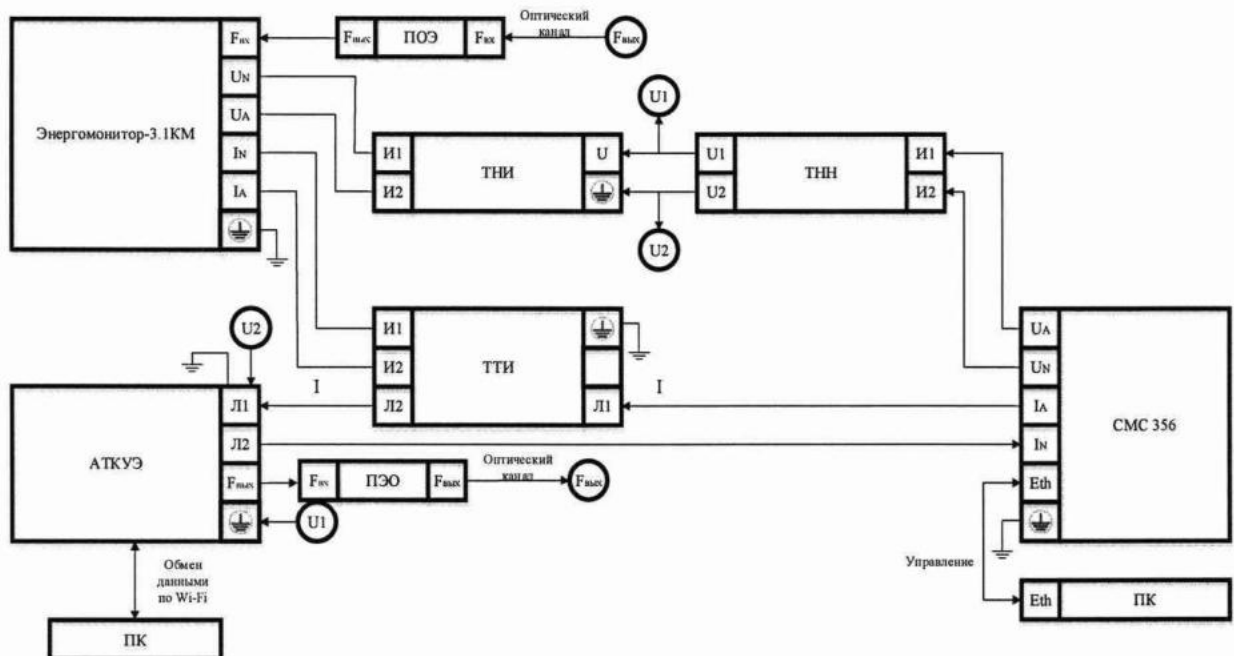 Оптический
канал
Fвх
Fвых
ПОЭ
Fвх
Fвых
UN
UA
IN
IA
Энергомонитор-3.1КМ
U1
И1
ТНИ
U
U1
ТНН
И1
И2
U2
И2
U2
U2
И1
ТТИ
И2
I
Л2
Л1
I
UA
UN
IA
IN
Eth
СМС 356
Л1
Л2
АТКУЭ
Fвых
Fвх
ПЭО
Fвых
Оптический
канал
Fвых
U1
Обмен
данными
по Wi-Fi
ПК
Управление
Eth
ПК